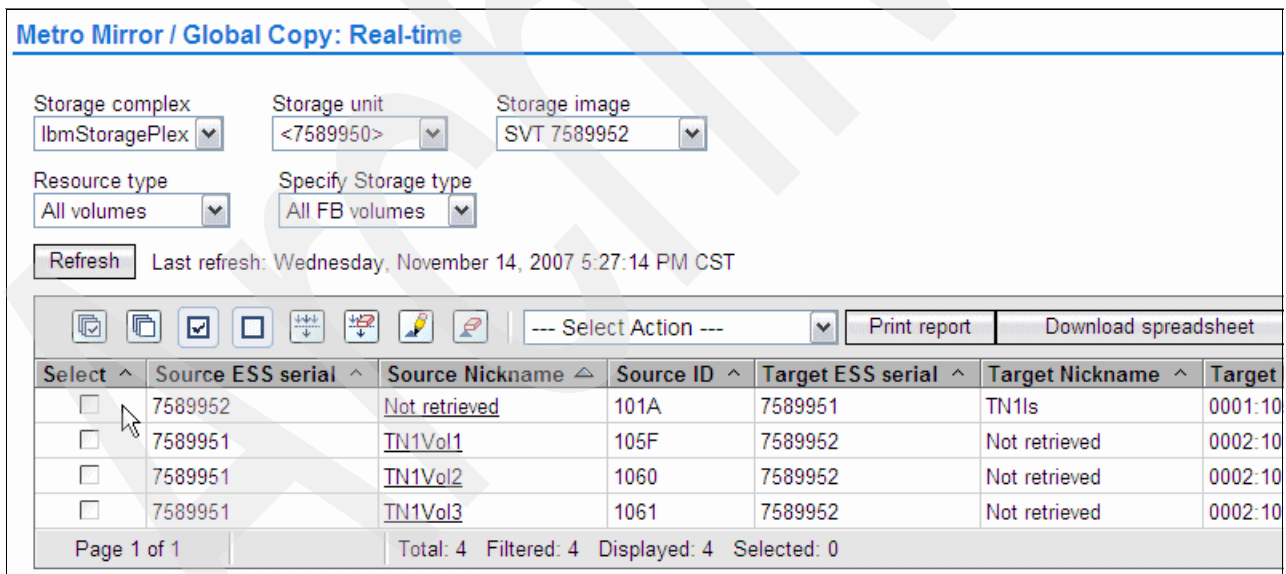 Metro Mirror / Global Copy: Real-time
Storage complex Storage unit Storage image
IbmStoragePlex <7589950> SVT 7589952
Resource type Specify Storage type
All volumes All FB volumes
Refresh Last refresh: Wednesday, November 14, 2007 5:27:14 PM CST
--- Select Action --- Print report Download spreadsheet
Select ^ Source ESS serial ^ Source Nickname Source ID ^ Target ESS serial ^ Target Nickname ^ Target
7589952 Not retrieved 101A 7589951 TN1Is 0001:10
7589951 TN1Vol1 105F 7589952 Not retrieved 0002:10
7589951 TN1Vol2 1060 7589952 Not retrieved 0002:10
7589951 TN1Vol3 1061 7589952 Not retrieved 0002:10
Page 1 of 1 Total: 4 Filtered: 4 Displayed: 4 Selected: 0